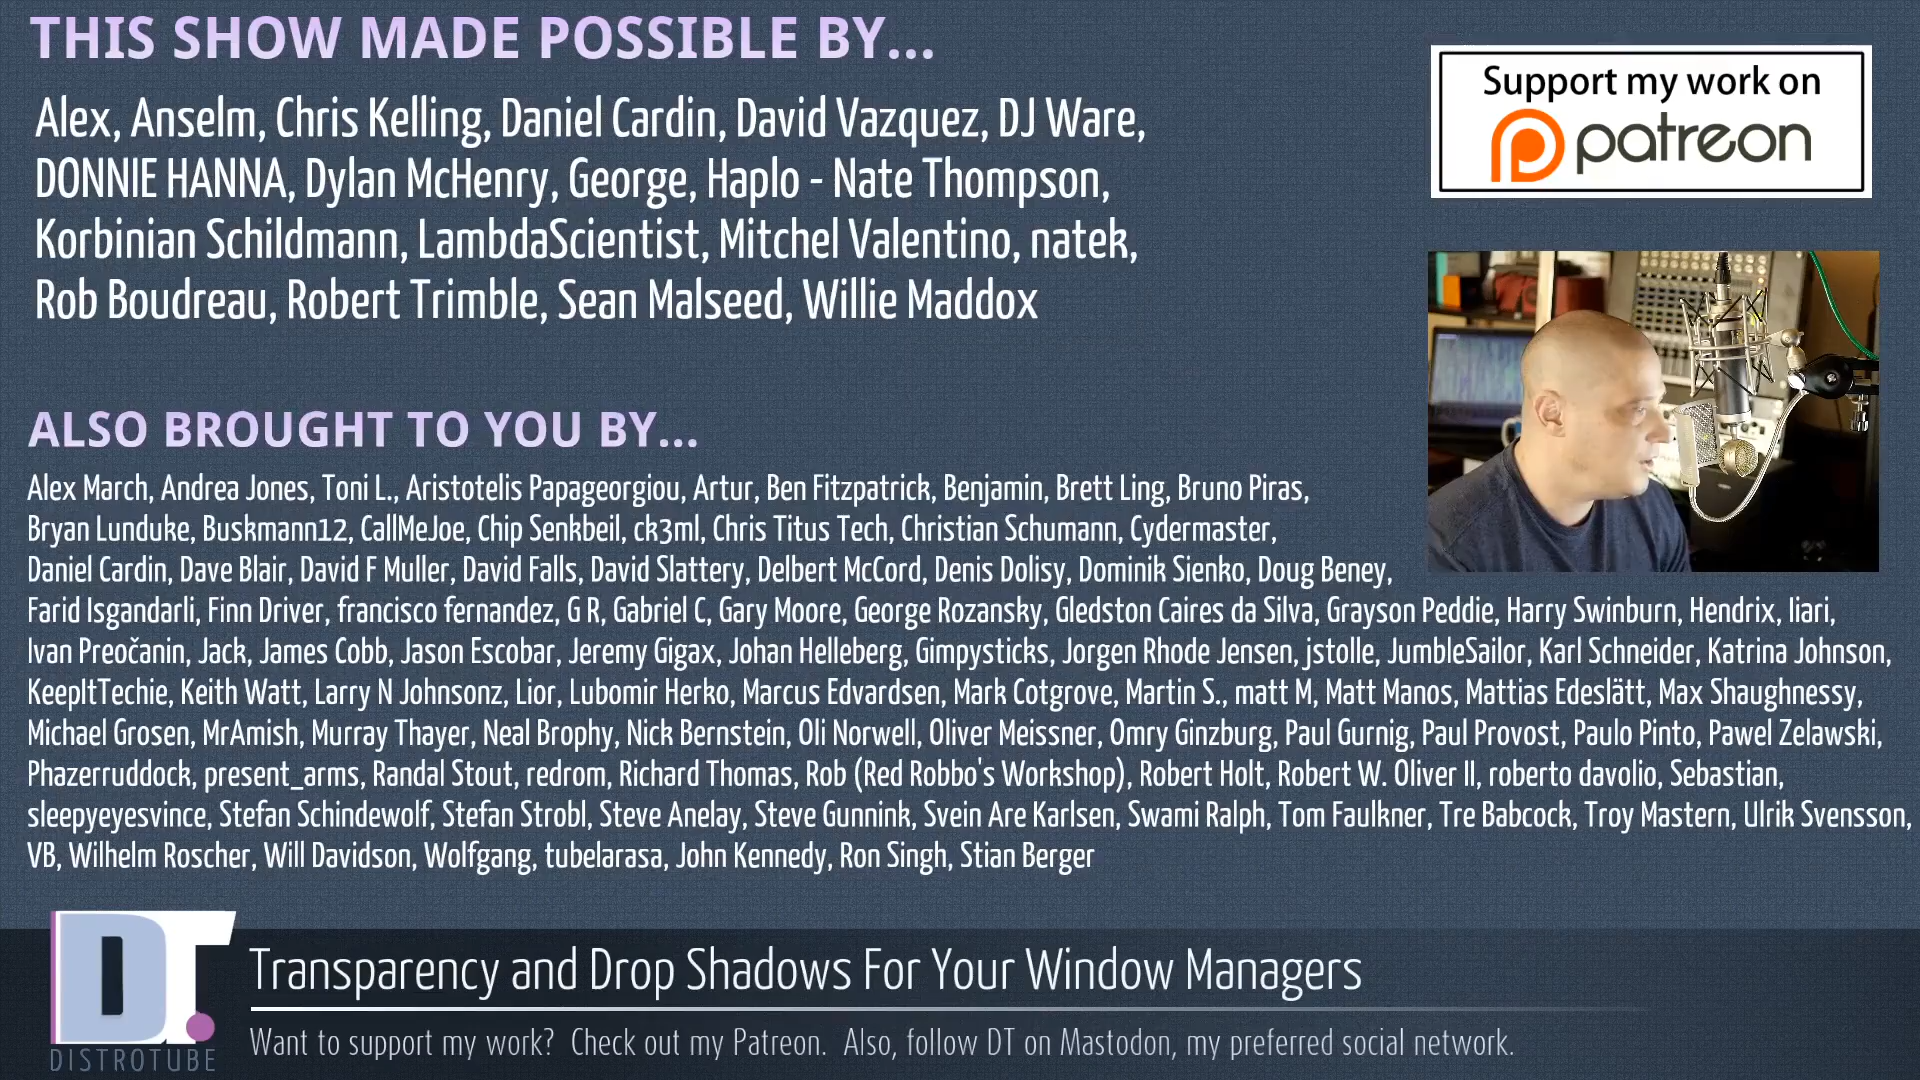 THIS SHOW MADE POSSIBLE BY...
Alex, Anselm, Chris Kelling, Daniel Cardin, David Vazquez, DJ Ware,
DONNIE HANNA, Dylan McHenry, George, Haplo - Nate Thompson,
Korbinian Schildmann, LambdaScientist, Mitchel Valentino, natek,
Rob Boudreau, Robert Trimble, Sean Malseed, Willie Maddox
Support my work on
patreon
ALSO BROUGHT TO YOU BY...
Alex March, Andrea Jones, Toni L., Aristotelis Papageorgiou, Artur, Ben Fitzpatrick, Benjamin, Brett Ling, Bruno Piras,
Bryan Lunduke, Buskmann12, CallMeJoe, Chip Senkbeil, ck3ml, Chris Titus Tech, Christian Schumann, Cydermaster,
Daniel Cardin, Dave Blair, David F Muller, David Falls, David Slattery, Delbert McCord, Denis Dolisy, Dominik Sienko, Doug Beney,
Farid Isgandarli, Finn Driver, francisco fernandez, G R, Gabriel C, Gary Moore, George Rozansky, Gledston Caires da Silva, Grayson Peddie, Harry Swinburn, Hendrix, Iiari,
Ivan Preočanin, Jack, James Cobb, Jason Escobar, Jeremy Gigax, Johan Helleberg, Gimpysticks, Jorgen Rhode Jensen, jstolle, JumbleSailor, Karl Schneider, Katrina Johnson,
KeepItTechie, Keith Watt, Larry N Johnsonz, Lior, Lubomir Herko, Marcus Edvardsen, Mark Cotgrove, Martin S., matt M, Matt Manos, Mattias Edeslätt, Max Shaughnessy,
Michael Grosen, MrAmish, Murray Thayer, Neal Brophy, Nick Bernstein, Oli Norwell, Oliver Meissner, Omry Ginzburg, Paul Gurnig, Paul Provost, Paulo Pinto, Pawel Zelawski,
Phazerruddock, present_arms, Randal Stout, redrom, Richard Thomas, Rob (Red Robbo's Workshop), Robert Holt, Robert W. Oliver II, roberto davolio, Sebastian,
sleepyeyesvince, Stefan Schindewolf, Stefan Strobl, Steve Anelay, Steve Gunnink, Svein Are Karlsen, Swami Ralph, Tom Faulkner, Tre Babcock, Troy Mastern, Ulrik Svensson,
VB, Wilhelm Roscher, Will Davidson, Wolfgang, tubelarasa, John Kennedy, Ron Singh, Stian Berger
DT
DISTROTUBE
Transparency and Drop Shadows For Your Window Managers
Want to support my work? Check out my Patreon. Also, follow DT on Mastodon, my preferred social network.